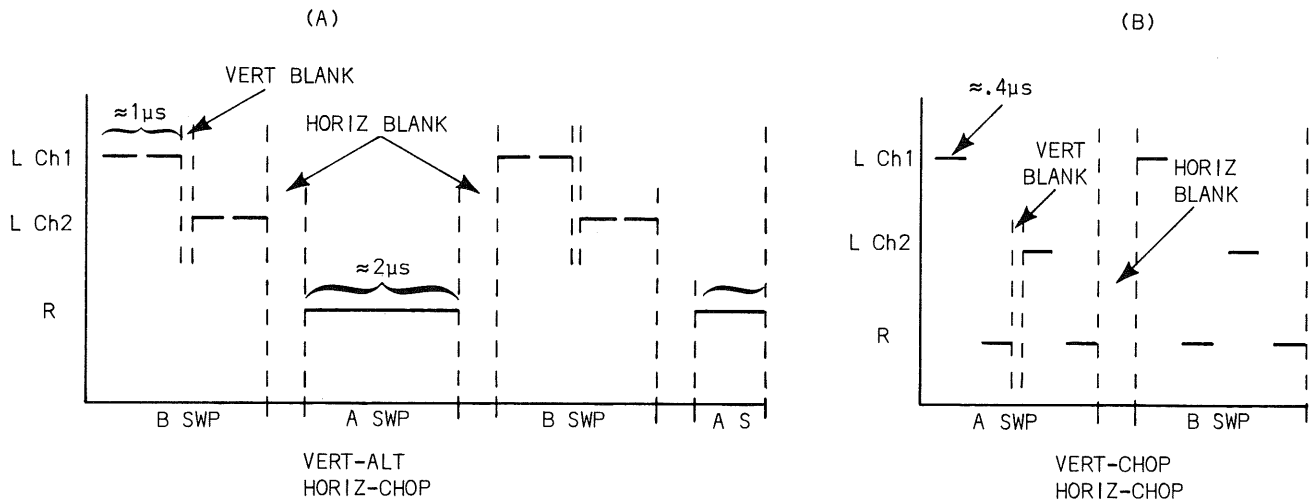 (A)
VERT BLANK
≈1µs
HORIZ BLANK
L Ch1
L Ch2
≈2µs
R
B SWP
A SWP
B SWP
A S
VERT-ALT
HORIZ-CHOP
(B)
≈.4µs
L Ch1
VERT
BLANK
HORIZ
BLANK
L Ch2
R
A SWP
B SWP
VERT-CHOP
HORIZ-CHOP